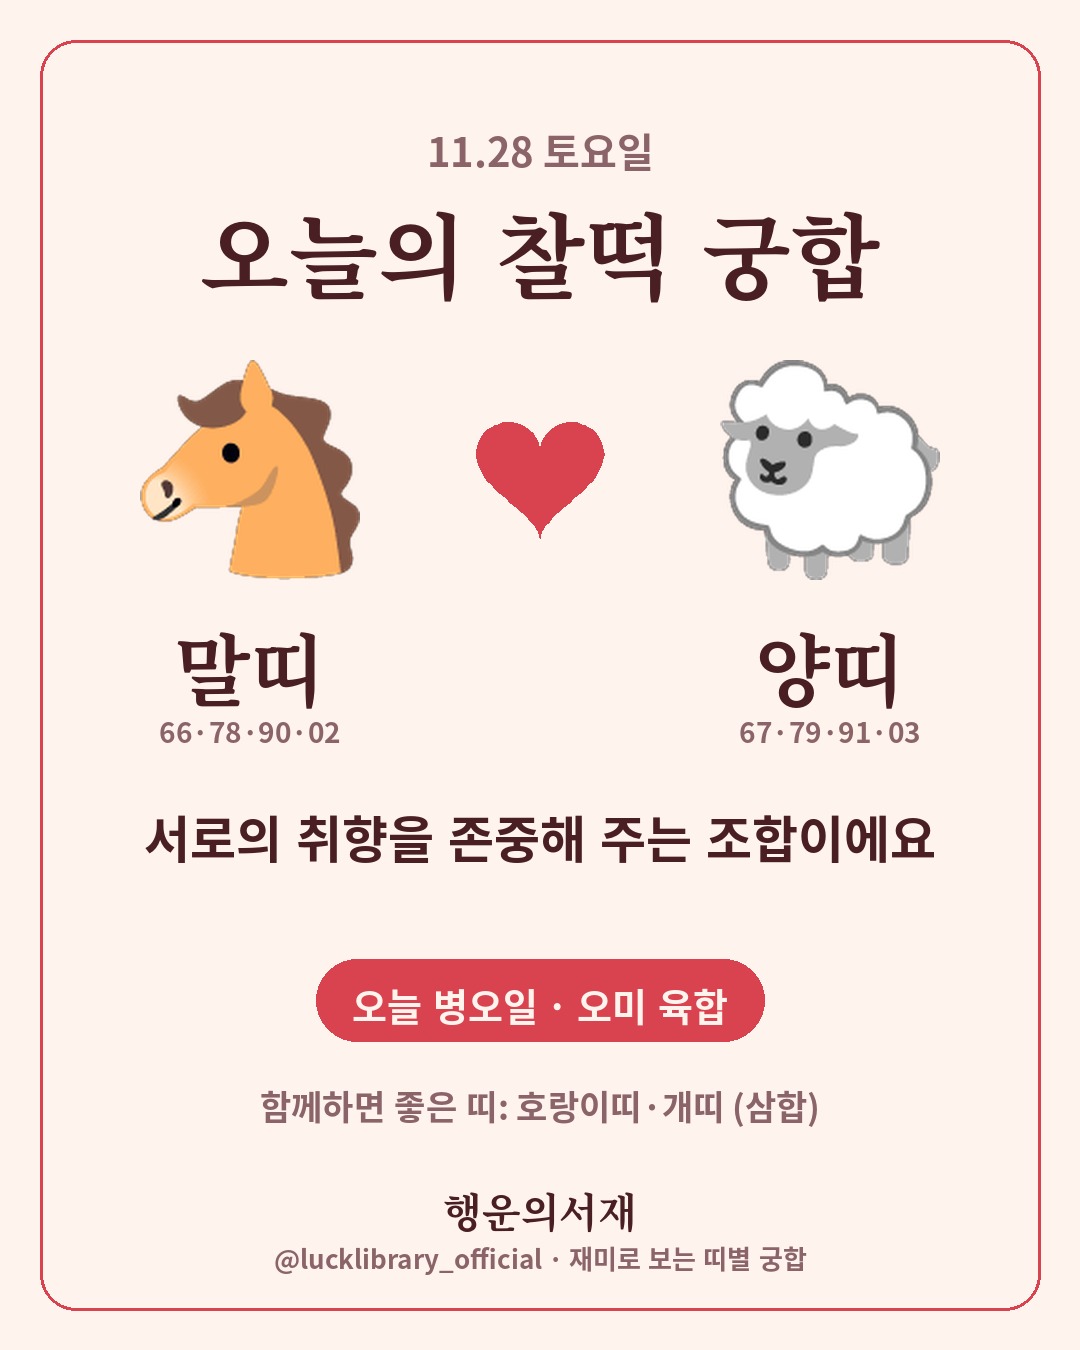 11.28 토요일
오늘의 찰떡 궁합
말띠
66·78·90·02
양띠
67·79·91·03
서로의 취향을 존중해 주는 조합이에요
오늘 병오일 · 오미 육합
함께하면 좋은 띠: 호랑이띠·개띠 (삼합)
행운의서재
@lucklibrary_official · 재미로 보는 띠별 궁합